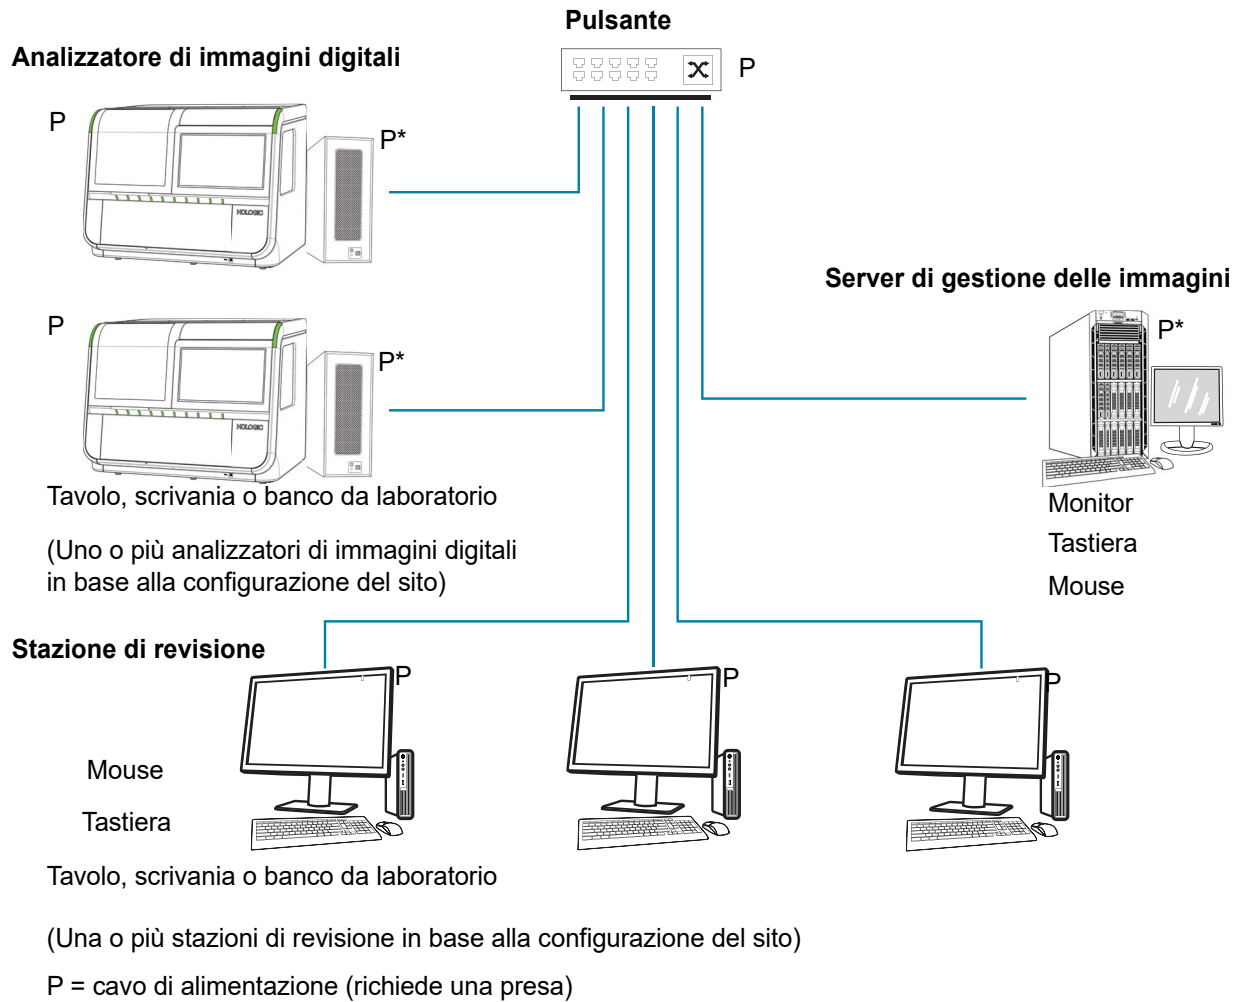 Pulsante
Analizzatore di immagini digitali
P
P
P*
HOLOGIC
Server di gestione delle immagini
P
P*
P*
HOLOGIC
Tavolo, scrivania o banco da laboratorio
Monitor
(Uno o più analizzatori di immagini digitali
in base alla configurazione del sito)
Tastiera
Mouse
Stazione di revisione
P
P
P
Mouse
Tastiera
Tavolo, scrivania o banco da laboratorio
(Una o più stazioni di revisione in base alla configurazione del sito)
P = cavo di alimentazione (richiede una presa)